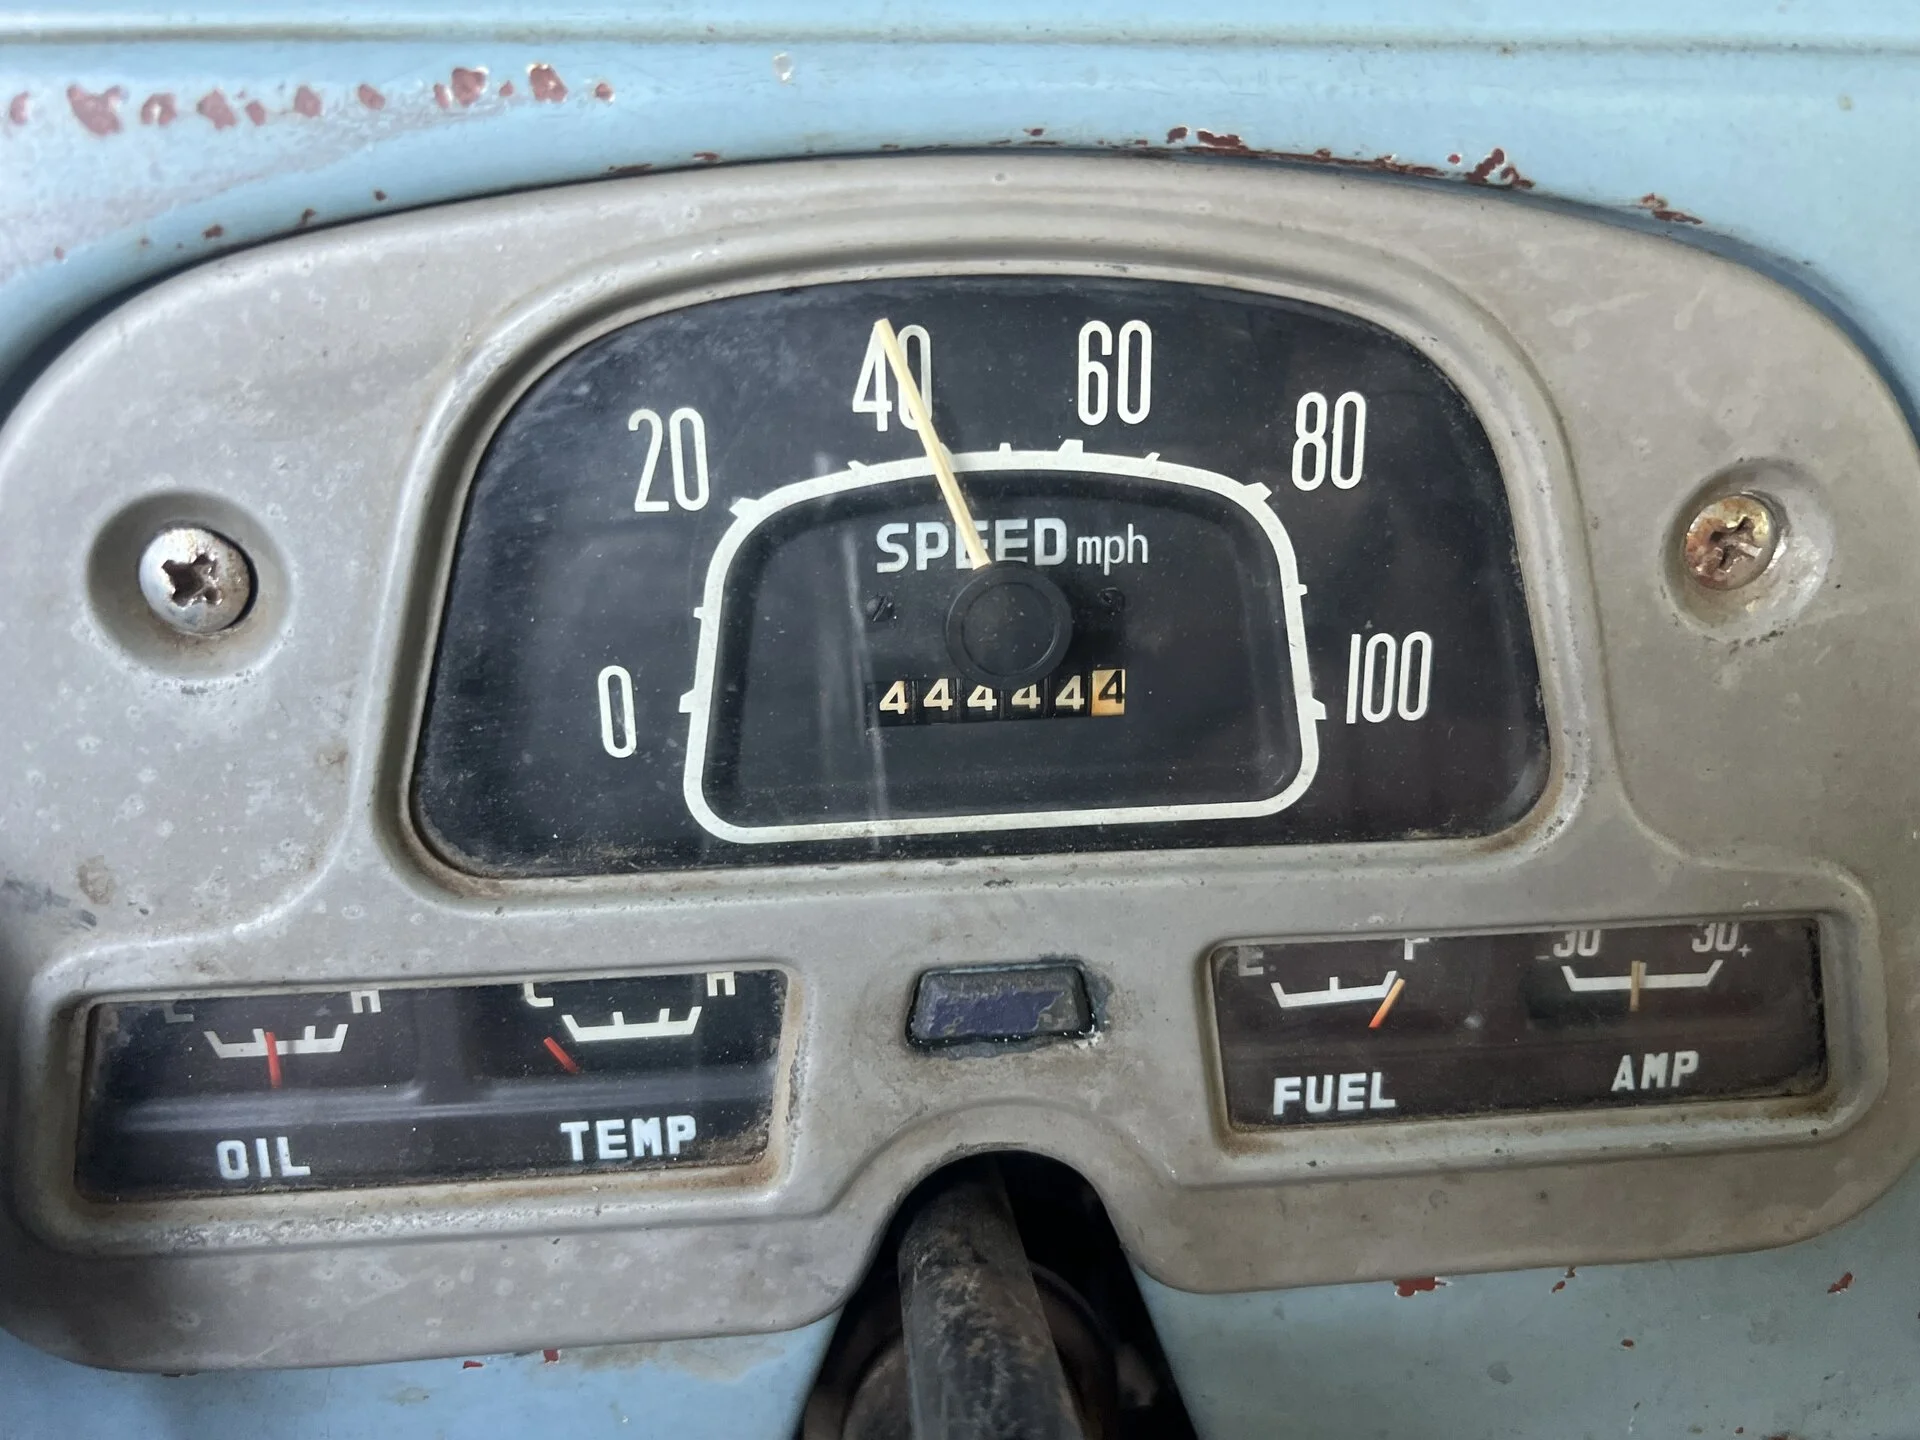 20 40 60 80
SPEED mph
0 100
444444
L H C H E F -30 30+
OIL TEMP FUEL AMP